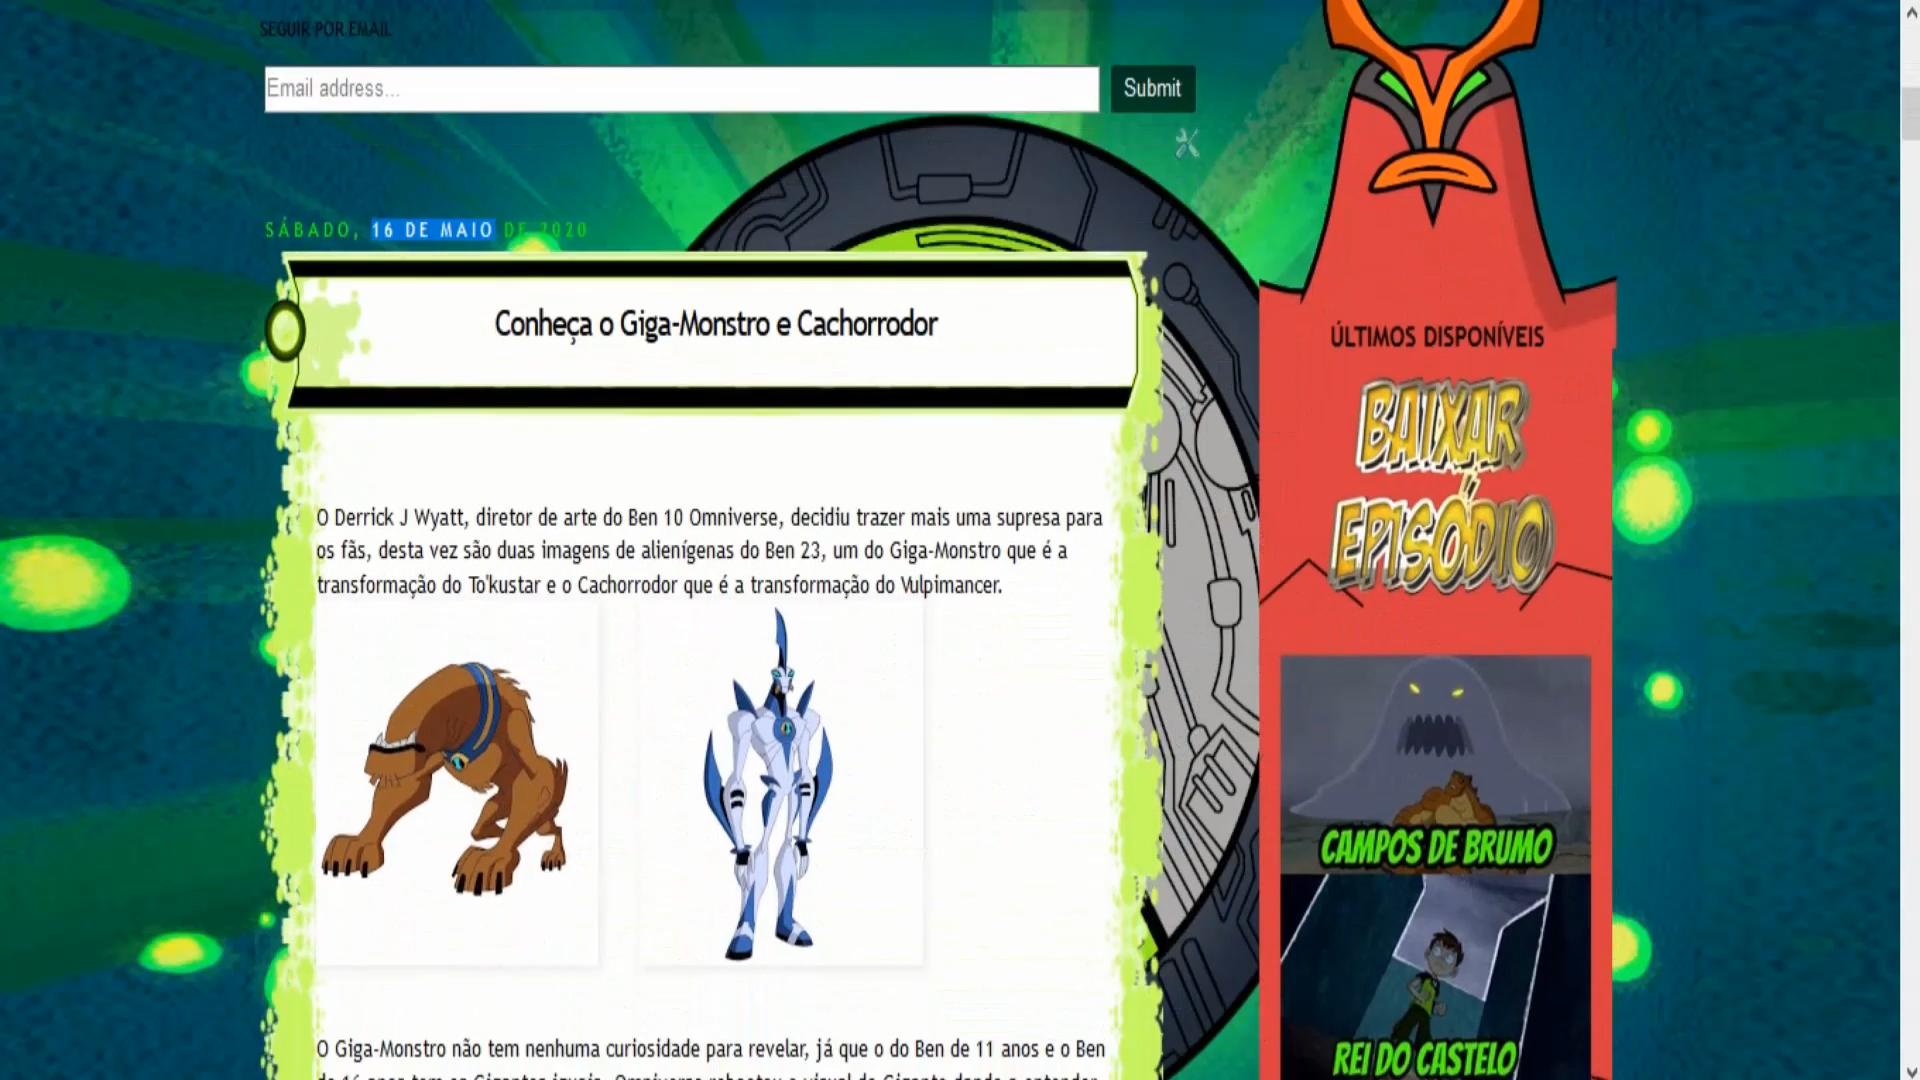 SEGUIR POR EMAIL
Email address...
Submit
SÁBADO, 16 DE MAIO DE 2020
Conheça o Giga-Monstro e Cachorrodor
O Derrick J Wyatt, diretor de arte do Ben 10 Omniverse, decidiu trazer mais uma supresa para
os fãs, desta vez são duas imagens de alienígenas do Ben 23, um do Giga-Monstro que é a
transformação do To'kustar e o Cachorrodor que é a transformação do Vulpimancer.
O Giga-Monstro não tem nenhuma curiosidade para revelar, já que o do Ben de 11 anos e o Ben
ÚLTIMOS DISPONÍVEIS
BAIXAR
EPISÓDIO
CAMPOS DE BRUMO
REI DO CASTELO